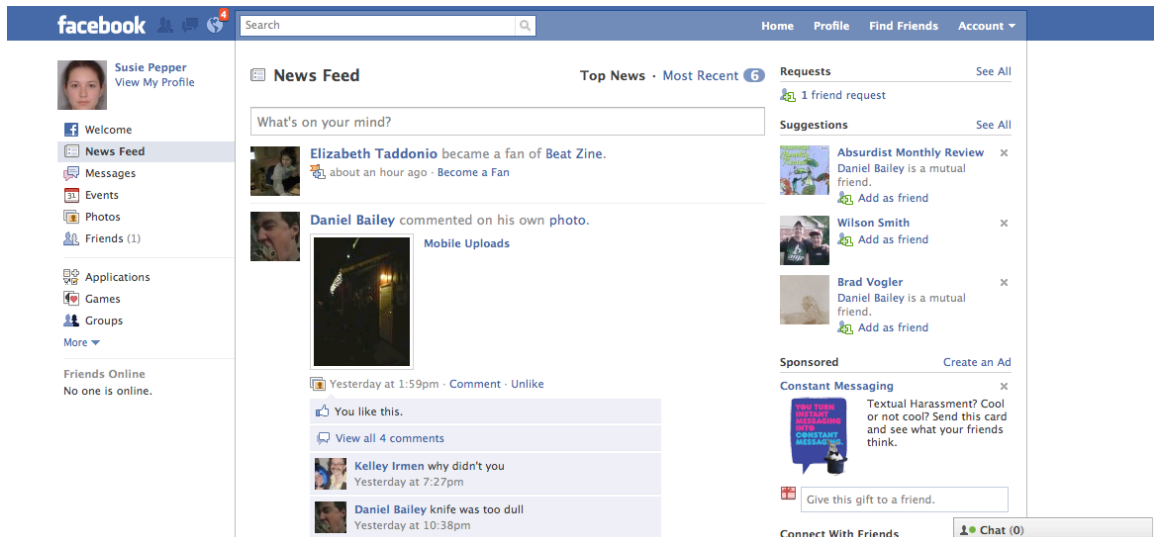 facebook
4
Search
Home Profile Find Friends Account
Susie Pepper
View My Profile
Welcome
News Feed
Messages
31 Events
Photos
Friends (1)
Applications
Games
Groups
More
Friends Online
No one is online.
News Feed
Top News · Most Recent 6
What's on your mind?
Elizabeth Taddonio became a fan of Beat Zine.
about an hour ago · Become a Fan
Daniel Bailey commented on his own photo.
Mobile Uploads
Yesterday at 1:59pm · Comment · Unlike
You like this.
View all 4 comments
Kelley Irmen why didn't you
Yesterday at 7:27pm
Daniel Bailey knife was too dull
Yesterday at 10:38pm
Requests See All
1 friend request
Suggestions See All
Absurdist Monthly Review
Daniel Bailey is a mutual
friend.
Add as friend
Wilson Smith
Add as friend
Brad Vogler
Daniel Bailey is a mutual
friend.
Add as friend
Sponsored Create an Ad
Constant Messaging
YOU TURN
INSTANT
MESSAGING
INTO
CONSTANT
MESSAGING.
Textual Harassment? Cool
or not cool? Send this card
and see what your friends
think.
Give this gift to a friend.
Connect With Friends
Chat (0)